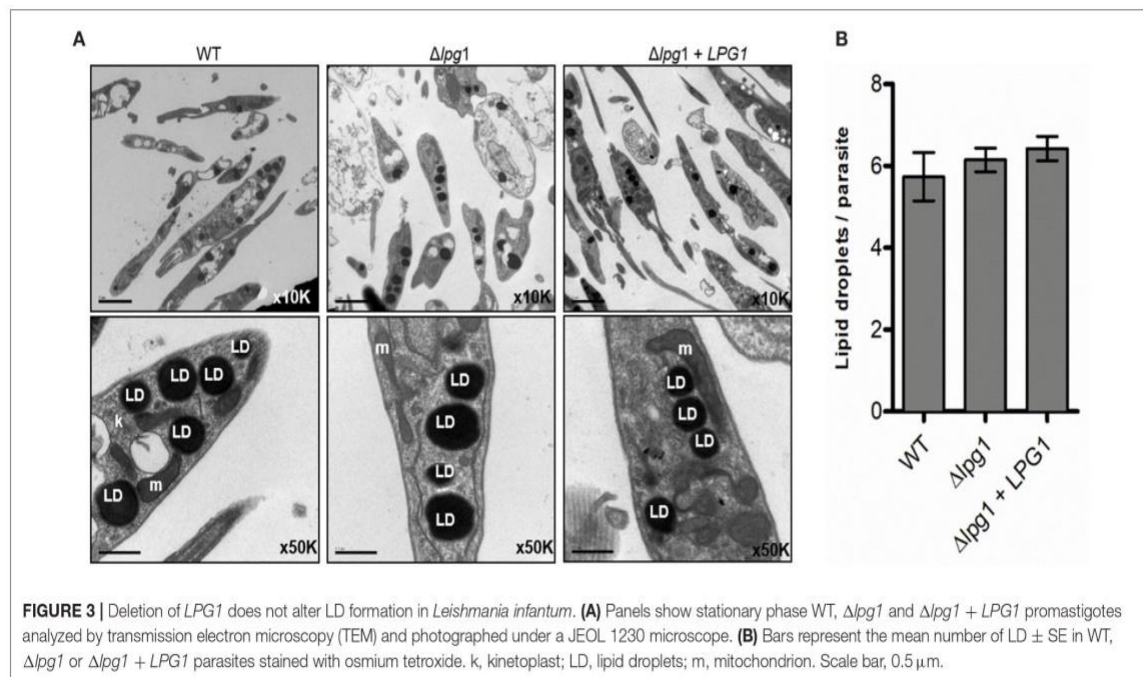 A
WT
Δlpg1
Δlpg1 + LPG1
x10K
x10K
x10K
LD
LD
LD
LD
LD
k
m
LD
x50K
m
LD
LD
LD
LD
x50K
m
LD
LD
LD
LD
x50K
B
Lipid droplets / parasite
8
6
4
2
0
WT
Δlpg1
Δlpg1 + LPG1
FIGURE 3 | Deletion of LPG1 does not alter LD formation in Leishmania infantum. (A) Panels show stationary phase WT, Δlpg1 and Δlpg1 + LPG1 promastigotes
analyzed by transmission electron microscopy (TEM) and photographed under a JEOL 1230 microscope. (B) Bars represent the mean number of LD ± SE in WT,
Δlpg1 or Δlpg1 + LPG1 parasites stained with osmium tetroxide. k, kinetoplast; LD, lipid droplets; m, mitochondrion. Scale bar, 0.5 μm.